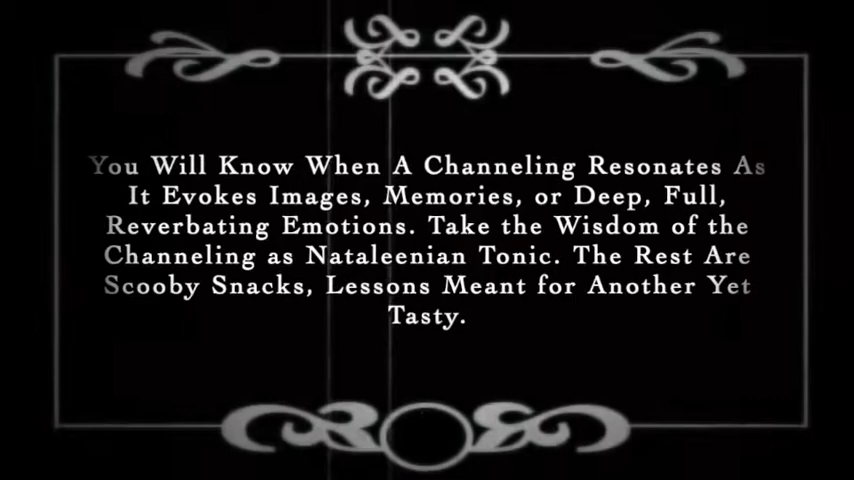 You Will Know When A Channeling Resonates As
It Evokes Images, Memories, or Deep, Full,
Reverbating Emotions. Take the Wisdom of the
Channeling as Nataleenian Tonic. The Rest Are
Scooby Snacks, Lessons Meant for Another Yet
Tasty.